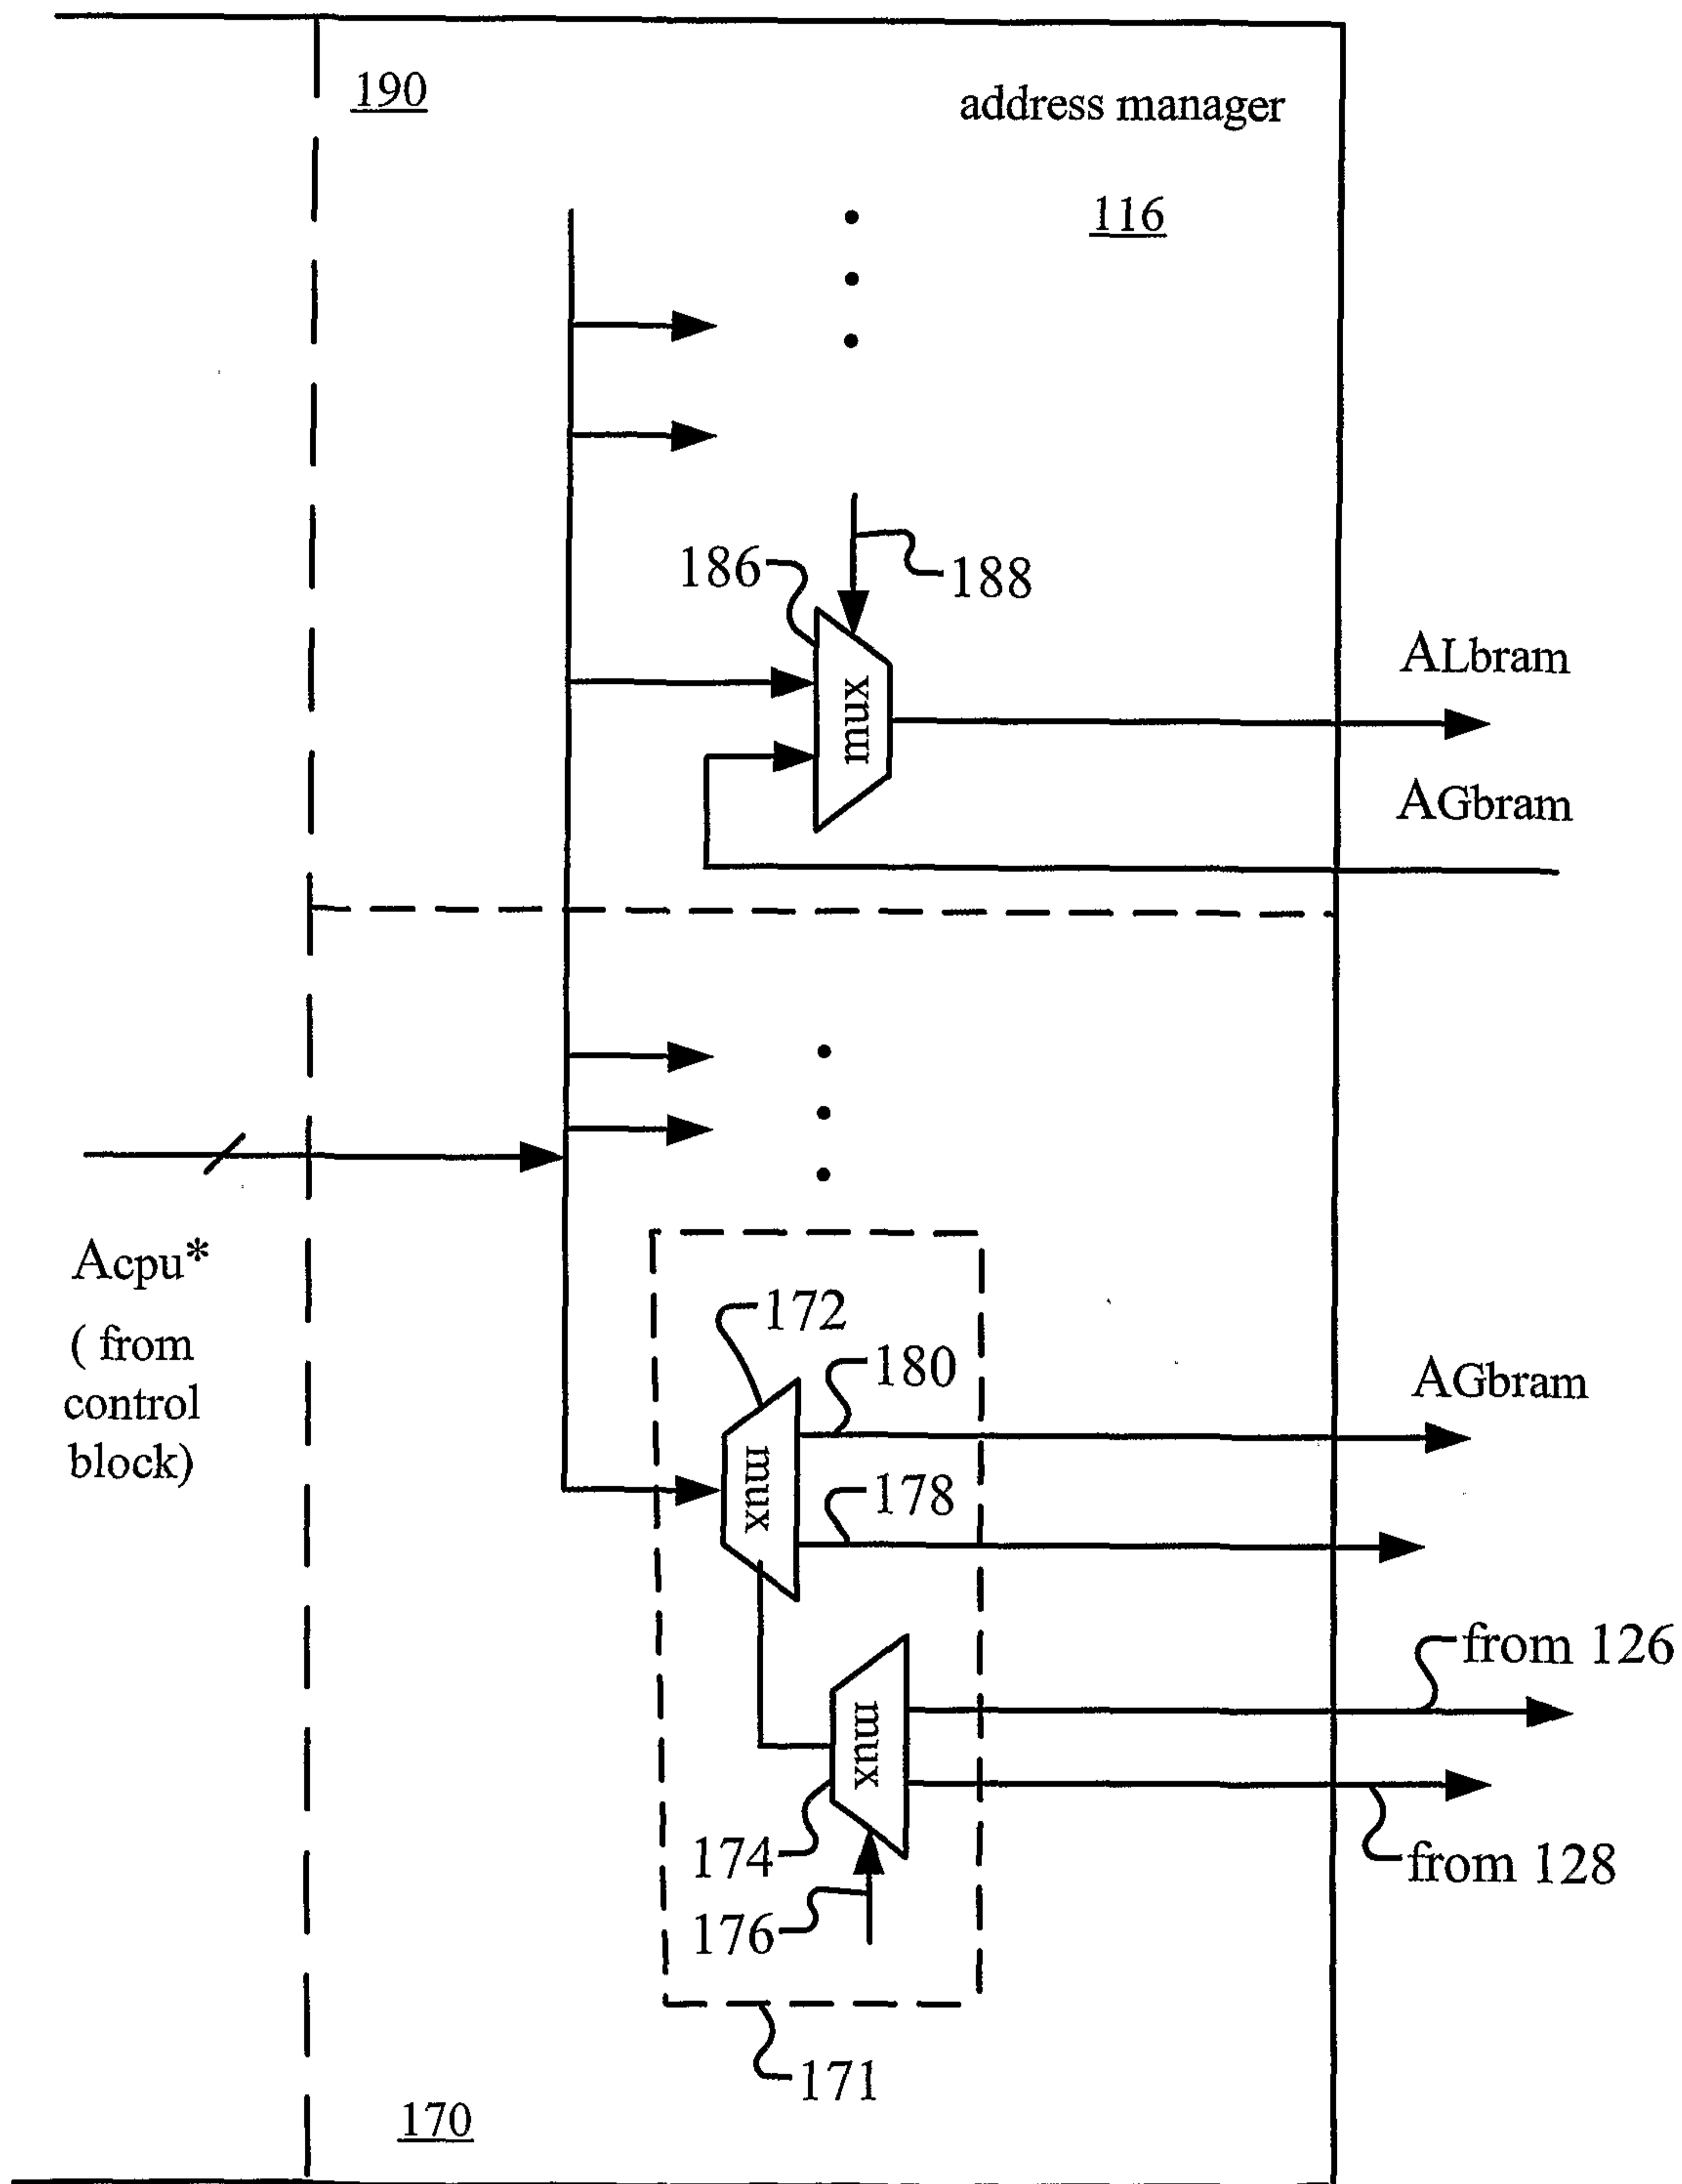 190
address manager
116
186
188
mux
ALbram
AGbram
Acpu*
( from
control
block)
172
180
AGbram
mux
178
from 126
mux
174
from 128
176
171
170